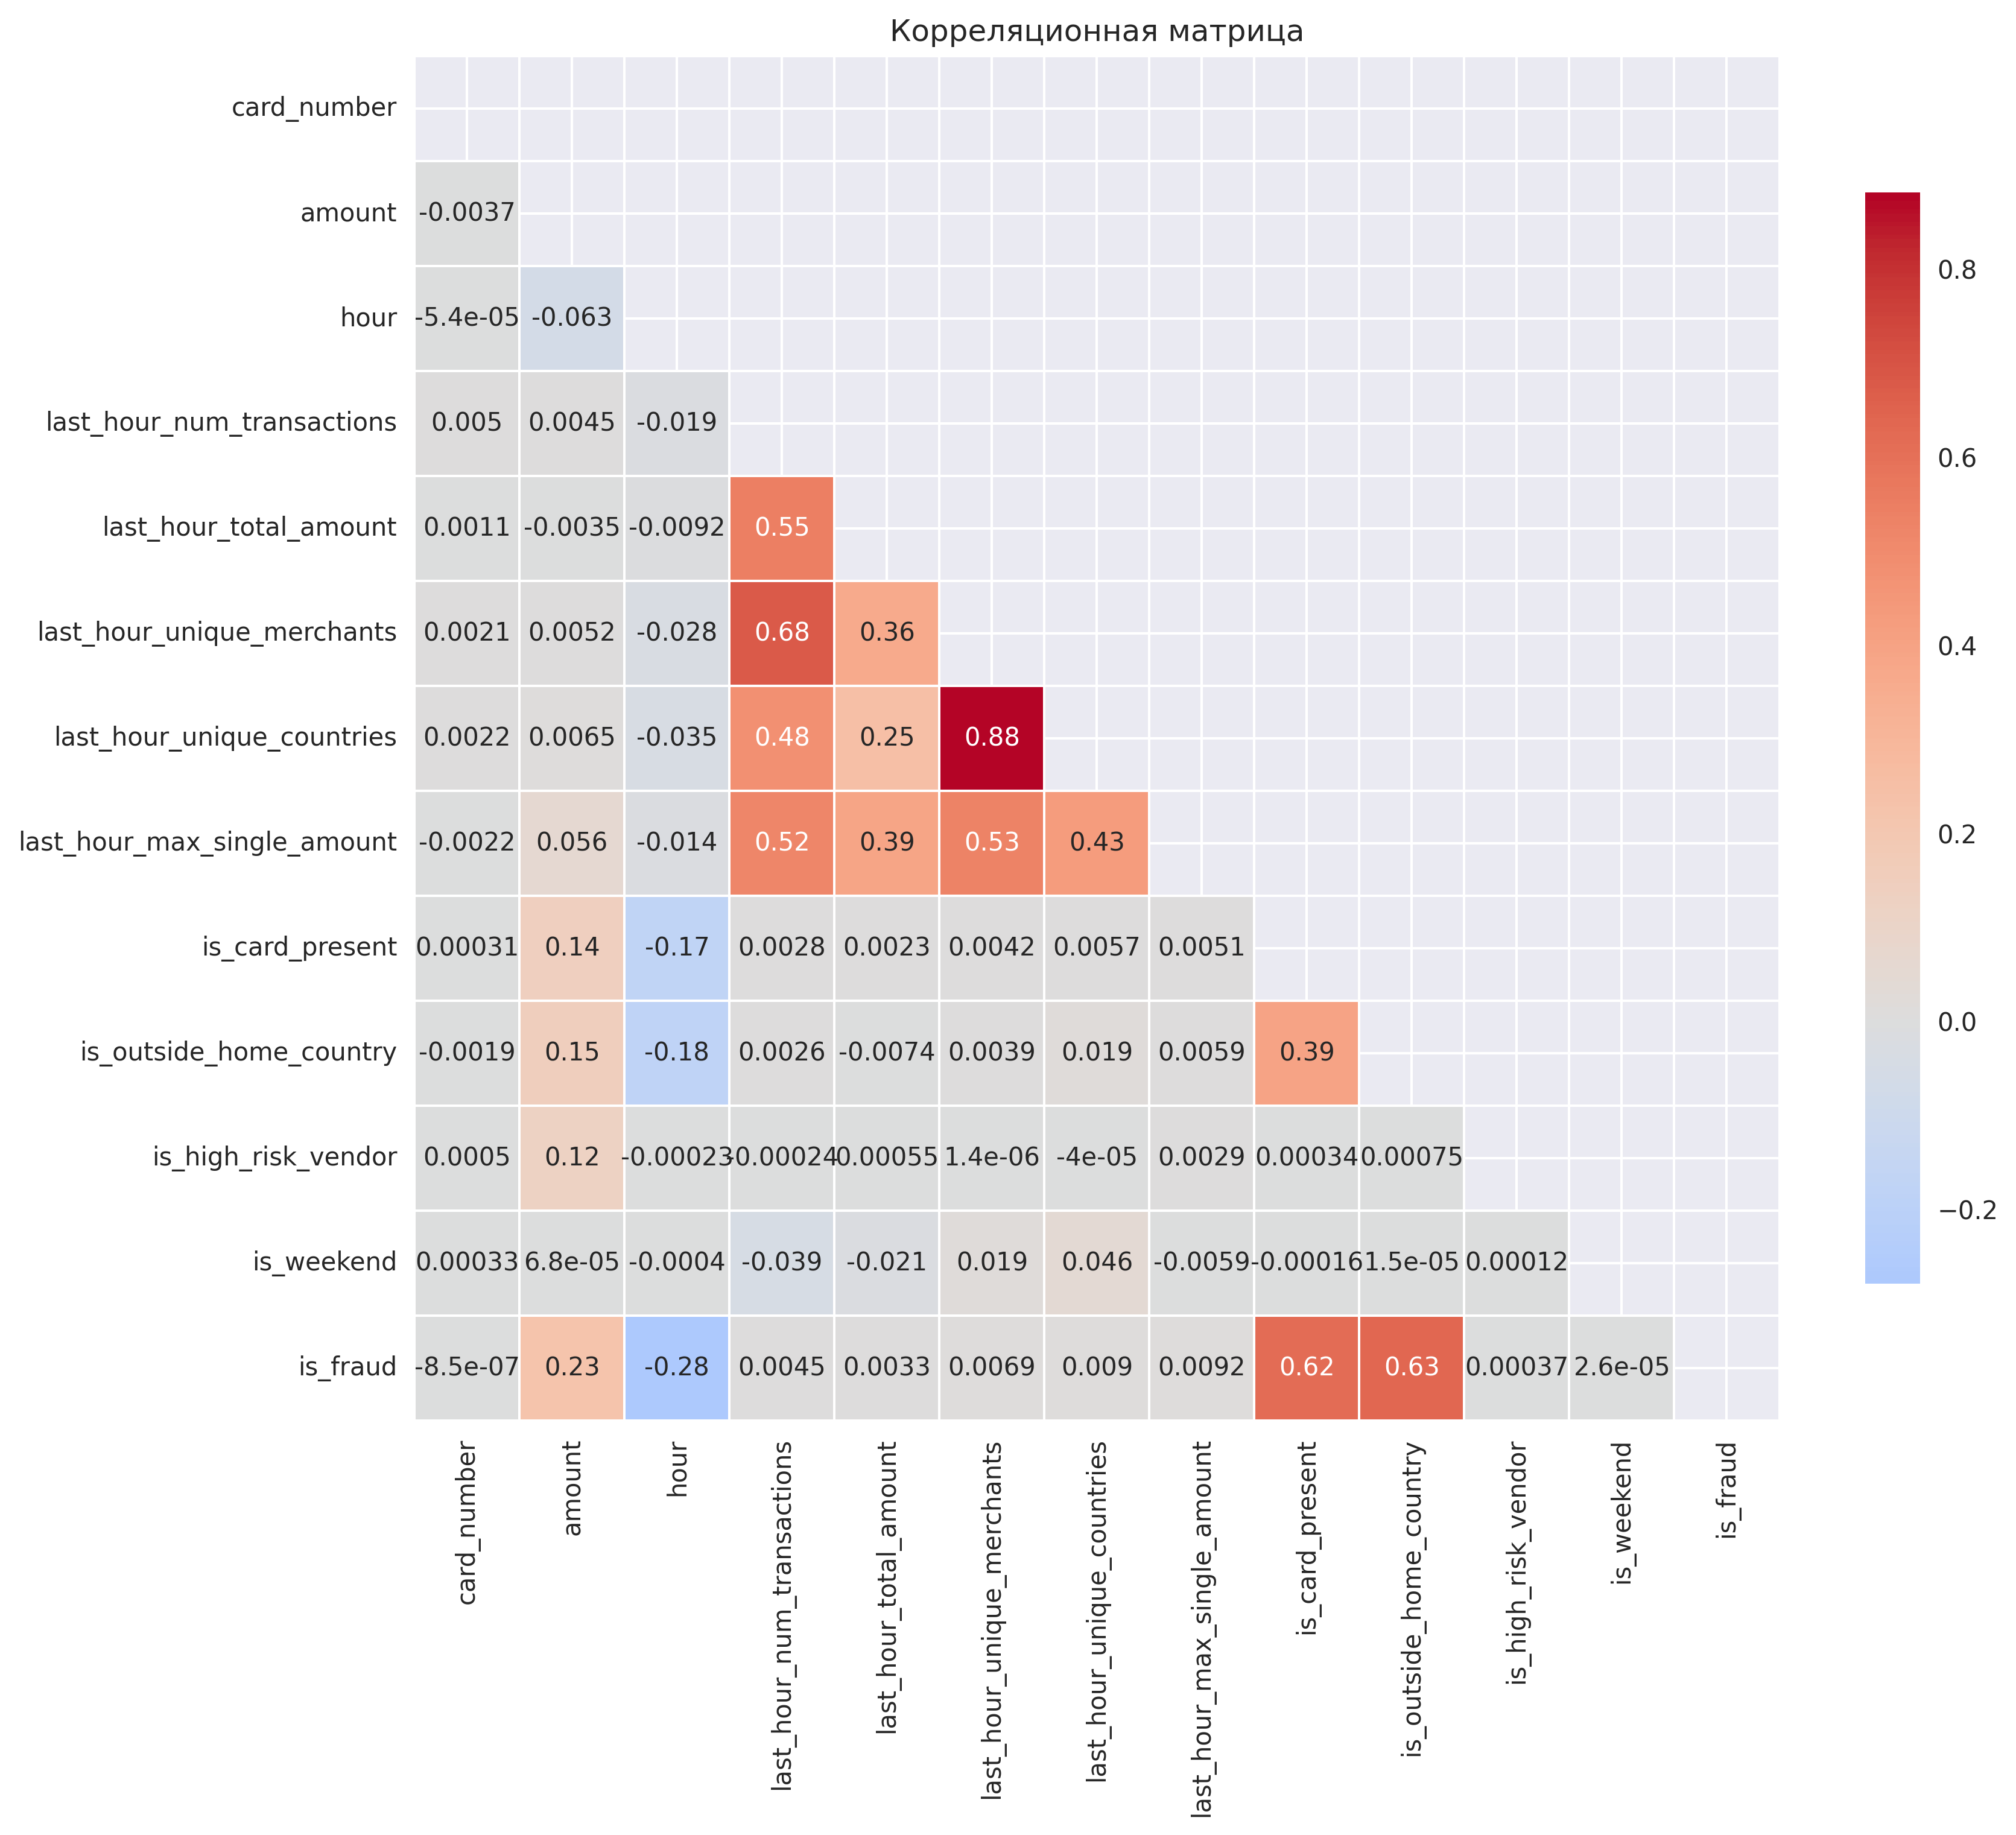 Корреляционная матрица
card_number
amount -0.0037
hour -5.4e-05 -0.063
last_hour_num_transactions 0.005 0.0045 -0.019
last_hour_total_amount 0.0011 -0.0035 -0.0092 0.55
last_hour_unique_merchants 0.0021 0.0052 -0.028 0.68 0.36
last_hour_unique_countries 0.0022 0.0065 -0.035 0.48 0.25 0.88
last_hour_max_single_amount -0.0022 0.056 -0.014 0.52 0.39 0.53 0.43
is_card_present 0.00031 0.14 -0.17 0.0028 0.0023 0.0042 0.0057 0.0051
is_outside_home_country -0.0019 0.15 -0.18 0.0026 -0.0074 0.0039 0.019 0.0059 0.39
is_high_risk_vendor 0.0005 0.12 -0.00023 -0.00024 0.00055 1.4e-06 -4e-05 0.0029 0.00034 0.00075
is_weekend 0.00033 6.8e-05 -0.0004 -0.039 -0.021 0.019 0.046 -0.0059 -0.00016 1.5e-05 0.00012
is_fraud -8.5e-07 0.23 -0.28 0.0045 0.0033 0.0069 0.009 0.0092 0.62 0.63 0.00037 2.6e-05
card_number
amount
hour
last_hour_num_transactions
last_hour_total_amount
last_hour_unique_merchants
last_hour_unique_countries
last_hour_max_single_amount
is_card_present
is_outside_home_country
is_high_risk_vendor
is_weekend
is_fraud
0.8
0.6
0.4
0.2
0.0
−0.2